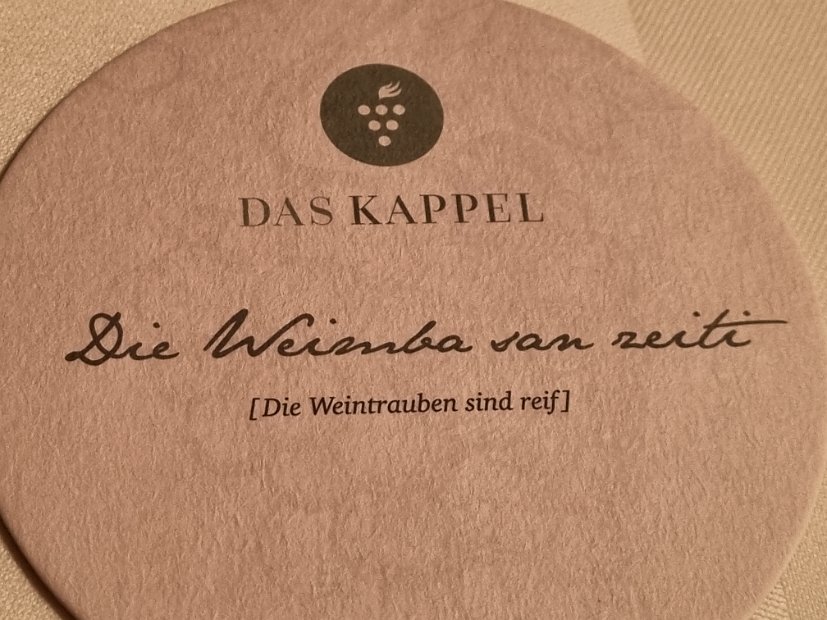 DAS KAPPEL
Die Weimba san zeiti
[Die Weintrauben sind reif]